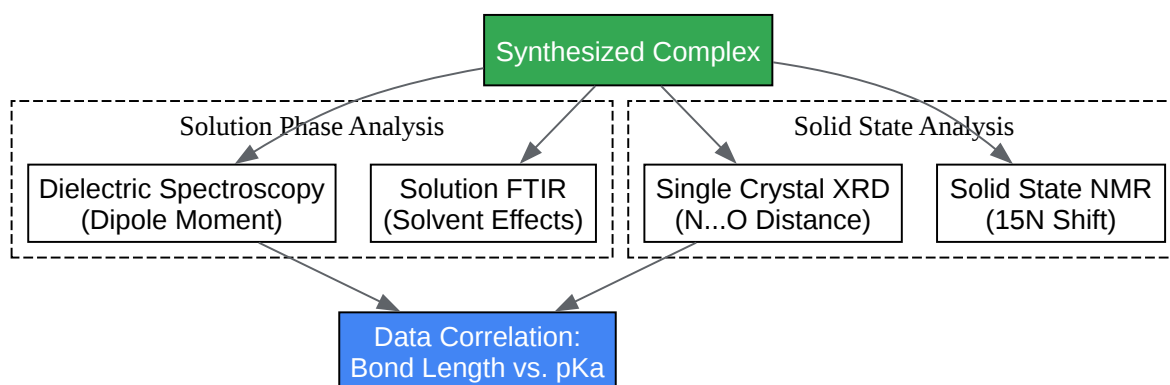 Synthesized Complex
Solution Phase Analysis
Solid State Analysis
Dielectric Spectroscopy
(Dipole Moment)
Solution FTIR
(Solvent Effects)
Single Crystal XRD
(N...O Distance)
Solid State NMR
(15N Shift)
Data Correlation:
Bond Length vs. pKa